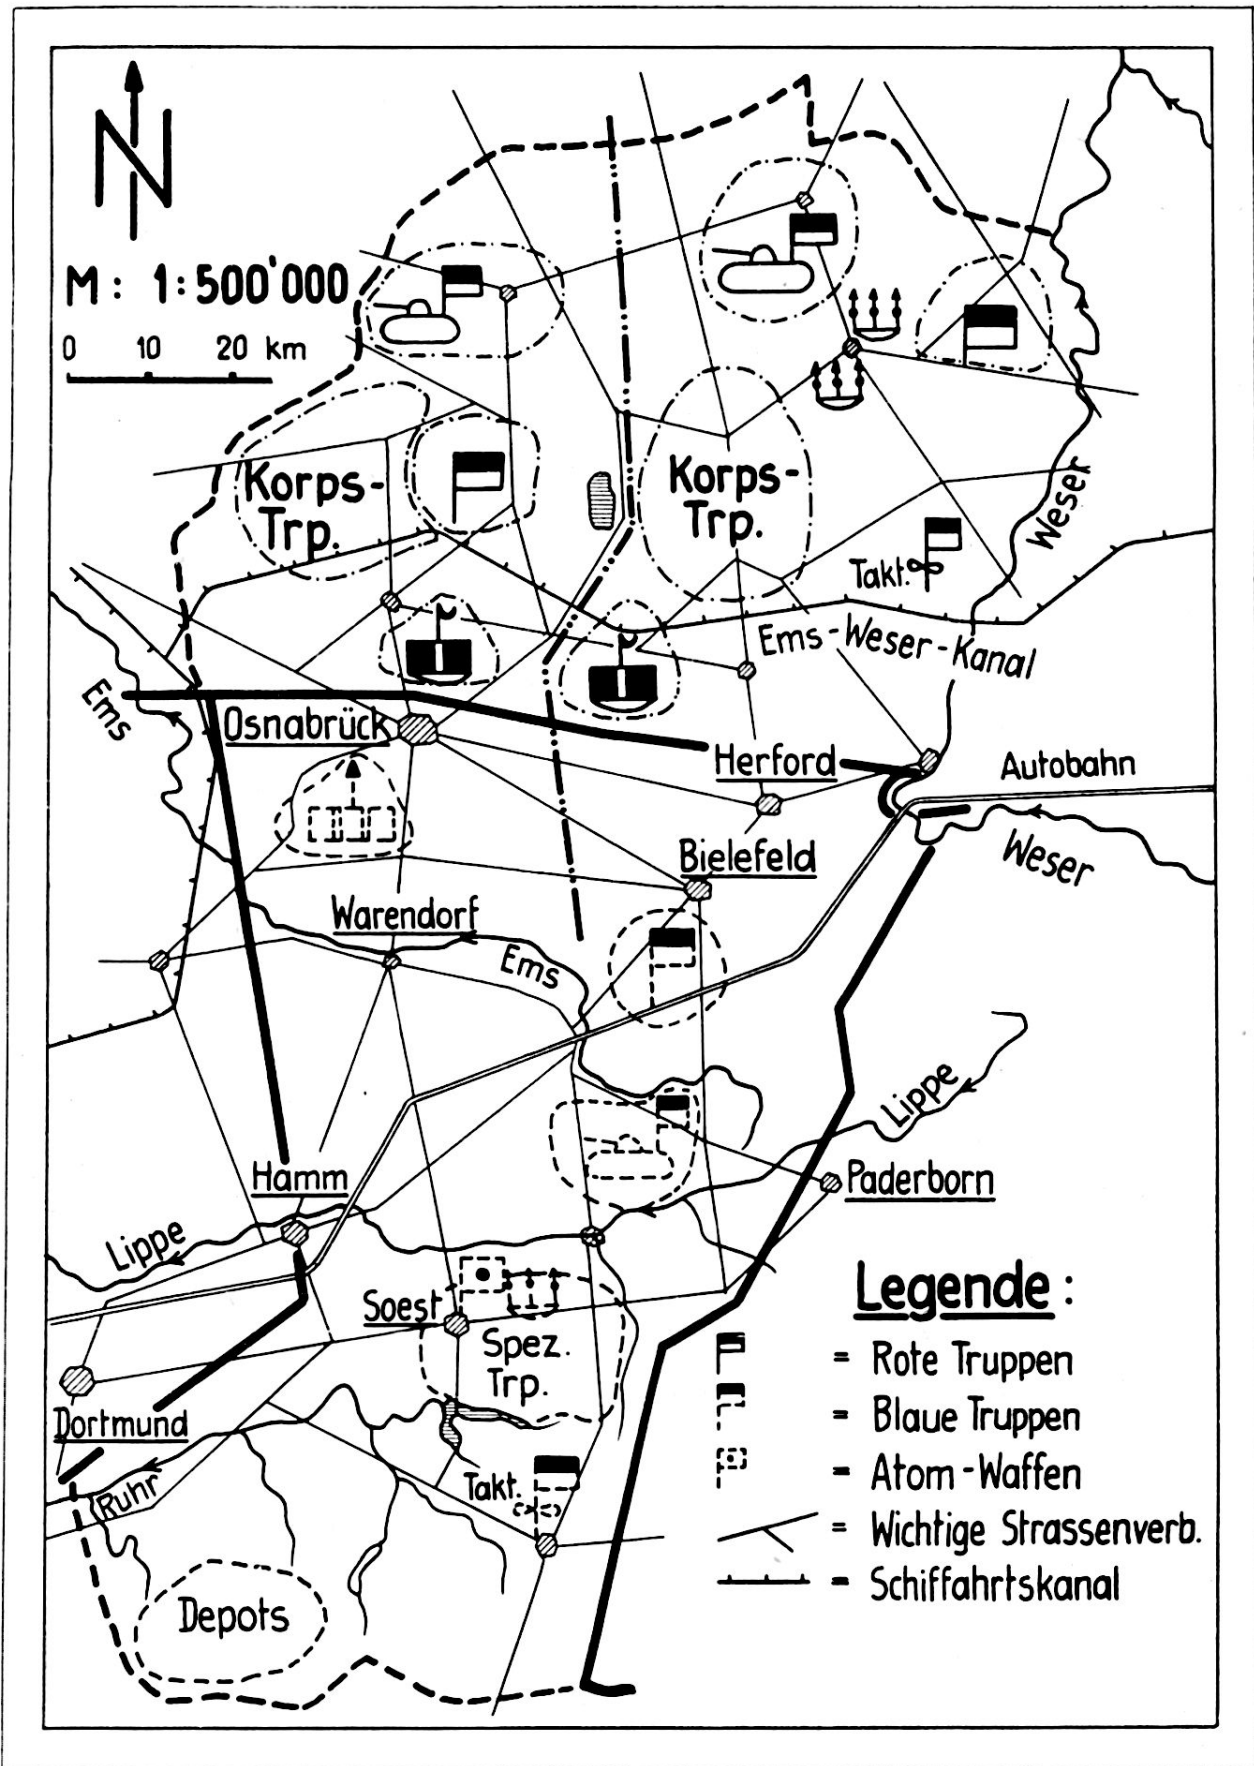 N
M: 1:500'000
0 10 20 km
Korps-
Trp.
Korps-
Trp.
Weser
Takt.
Ems-Weser-Kanal
Ems
Osnabrück
Herford
Autobahn
Bielefeld
Weser
Warendorf
Ems
Lippe
Hamm
Paderborn
Lippe
Soest
Spez.
Trp.
Dortmund
Ruhr
Takt.
Depots
Legende:
= Rote Truppen
= Blaue Truppen
= Atom-Waffen
= Wichtige Strassenverb.
= Schiffahrtskanal